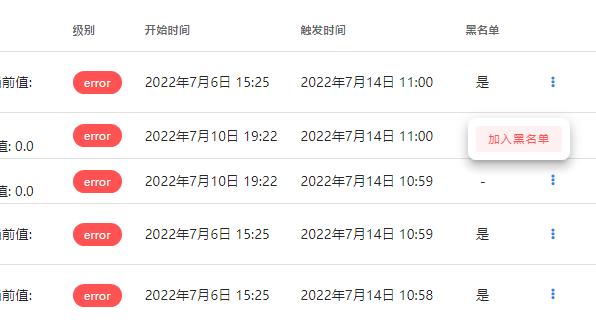 级别 开始时间 触发时间 黑名单
前值: error 2022年7月6日 15:25 2022年7月14日 11:00 是
值: 0.0 error 2022年7月10日 19:22 2022年7月14日 11:00 加入黑名单
值: 0.0 error 2022年7月10日 19:22 2022年7月14日 10:59 -
前值: error 2022年7月6日 15:25 2022年7月14日 10:59 是
前值: error 2022年7月6日 15:25 2022年7月14日 10:58 是